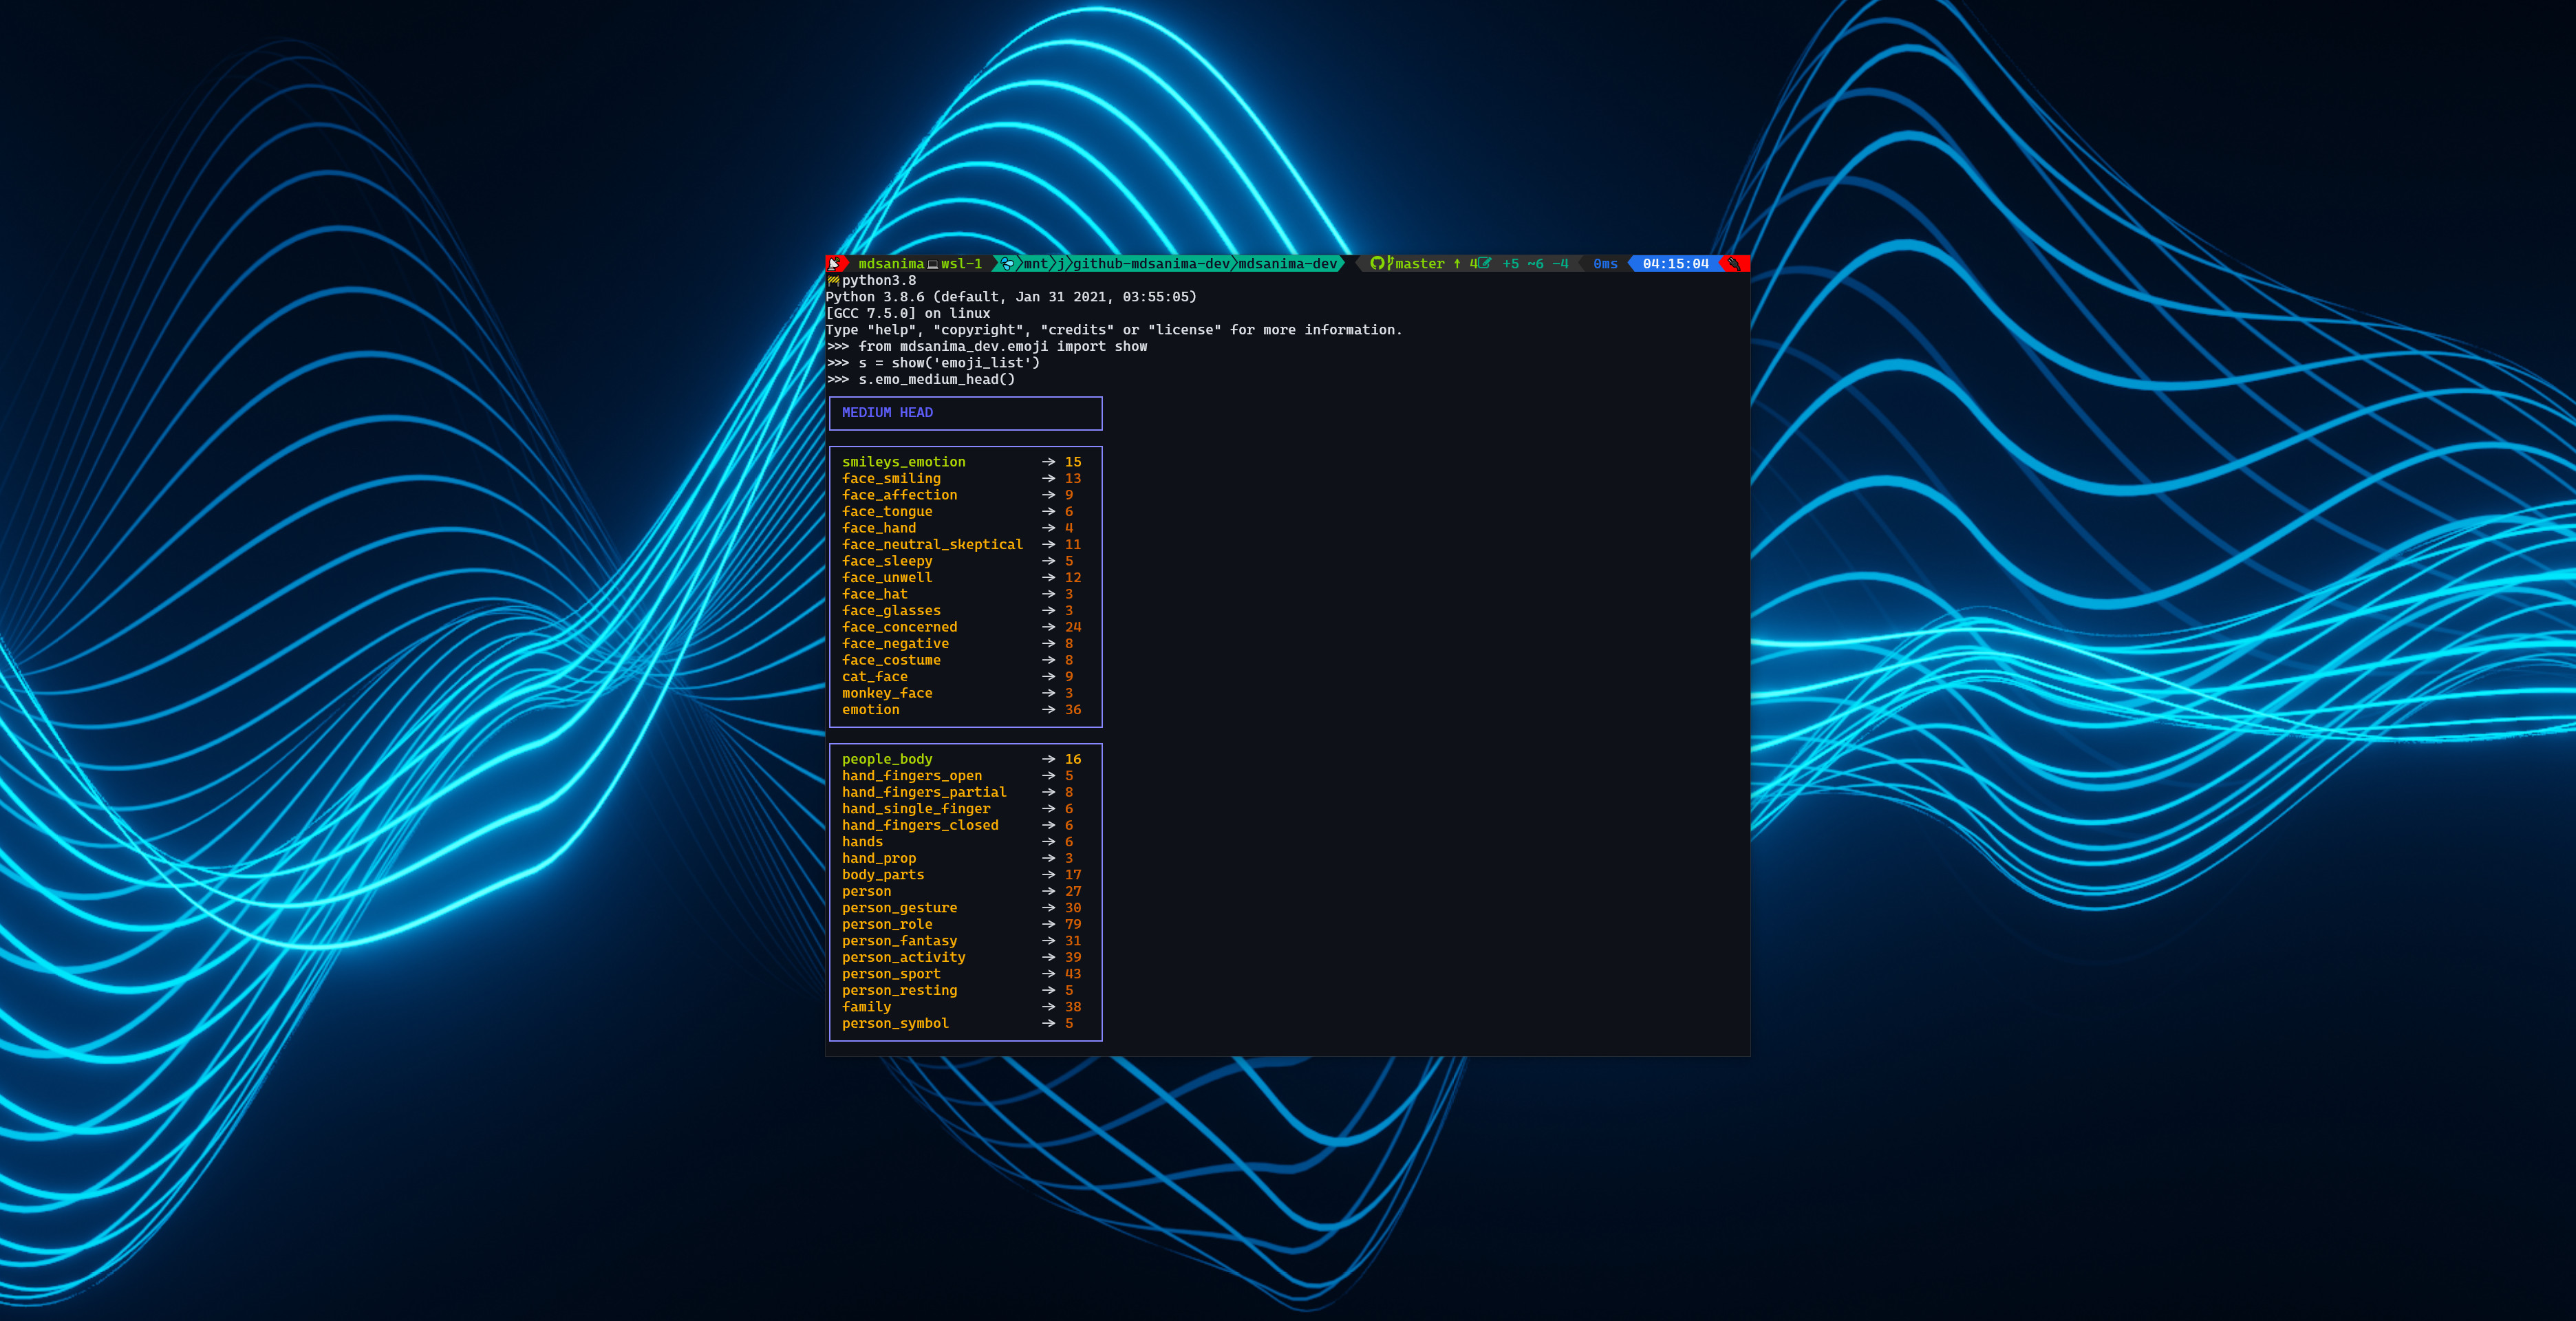 mdsanima wsl-1 mnt j github-mdsanima-dev mdsanima-dev master ↑ 4 +5 ~6 -4 0ms 04:15:04
python3.8
Python 3.8.6 (default, Jan 31 2021, 03:55:05)
[GCC 7.5.0] on linux
Type "help", "copyright", "credits" or "license" for more information.
>>> from mdsanima_dev.emoji import show
>>> s = show('emoji_list')
>>> s.emo_medium_head()
MEDIUM HEAD
smileys_emotion → 15
face_smiling → 13
face_affection → 9
face_tongue → 6
face_hand → 4
face_neutral_skeptical → 11
face_sleepy → 5
face_unwell → 12
face_hat → 3
face_glasses → 3
face_concerned → 24
face_negative → 8
face_costume → 8
cat_face → 9
monkey_face → 3
emotion → 36
people_body → 16
hand_fingers_open → 5
hand_fingers_partial → 8
hand_single_finger → 6
hand_fingers_closed → 6
hands → 6
hand_prop → 3
body_parts → 17
person → 27
person_gesture → 30
person_role → 79
person_fantasy → 31
person_activity → 39
person_sport → 43
person_resting → 5
family → 38
person_symbol → 5